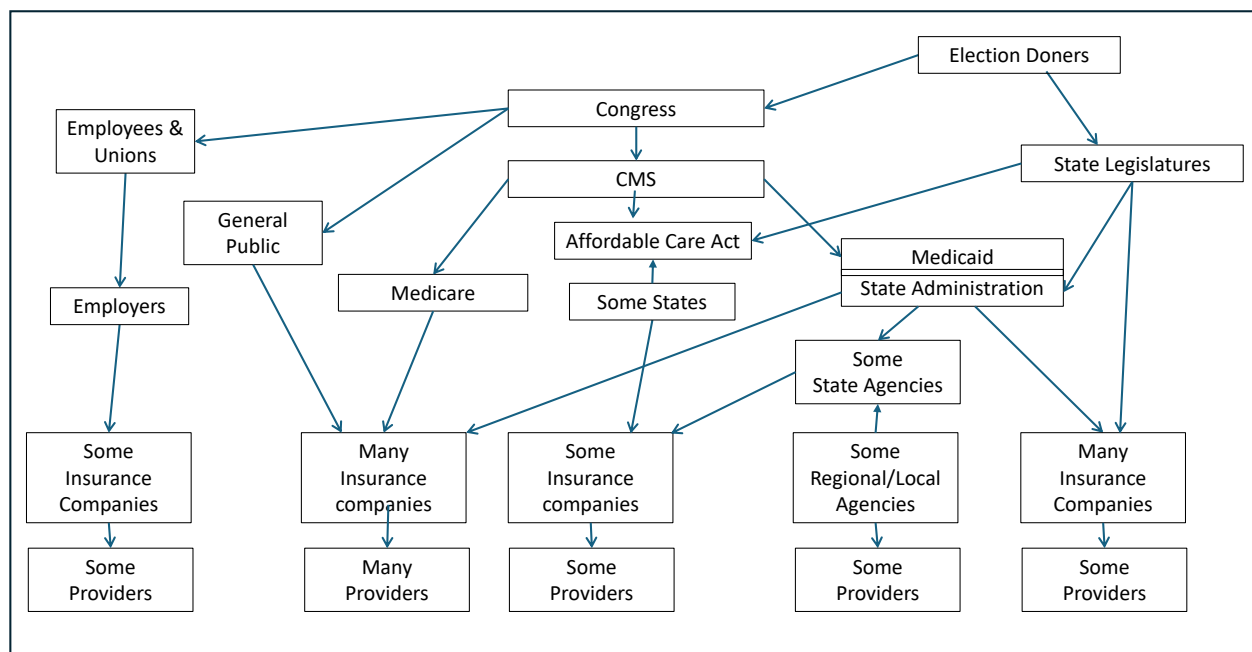 Election Doners
Congress
Employees &
Unions
State Legislatures
CMS
General
Public
Affordable Care Act
Medicaid
State Administration
Medicare
Some States
Employers
Some
State Agencies
Some
Insurance
Companies
Many
Insurance
companies
Some
Insurance
companies
Some
Regional/Local
Agencies
Many
Insurance
Companies
Some
Providers
Many
Providers
Some
Providers
Some
Providers
Some
Providers